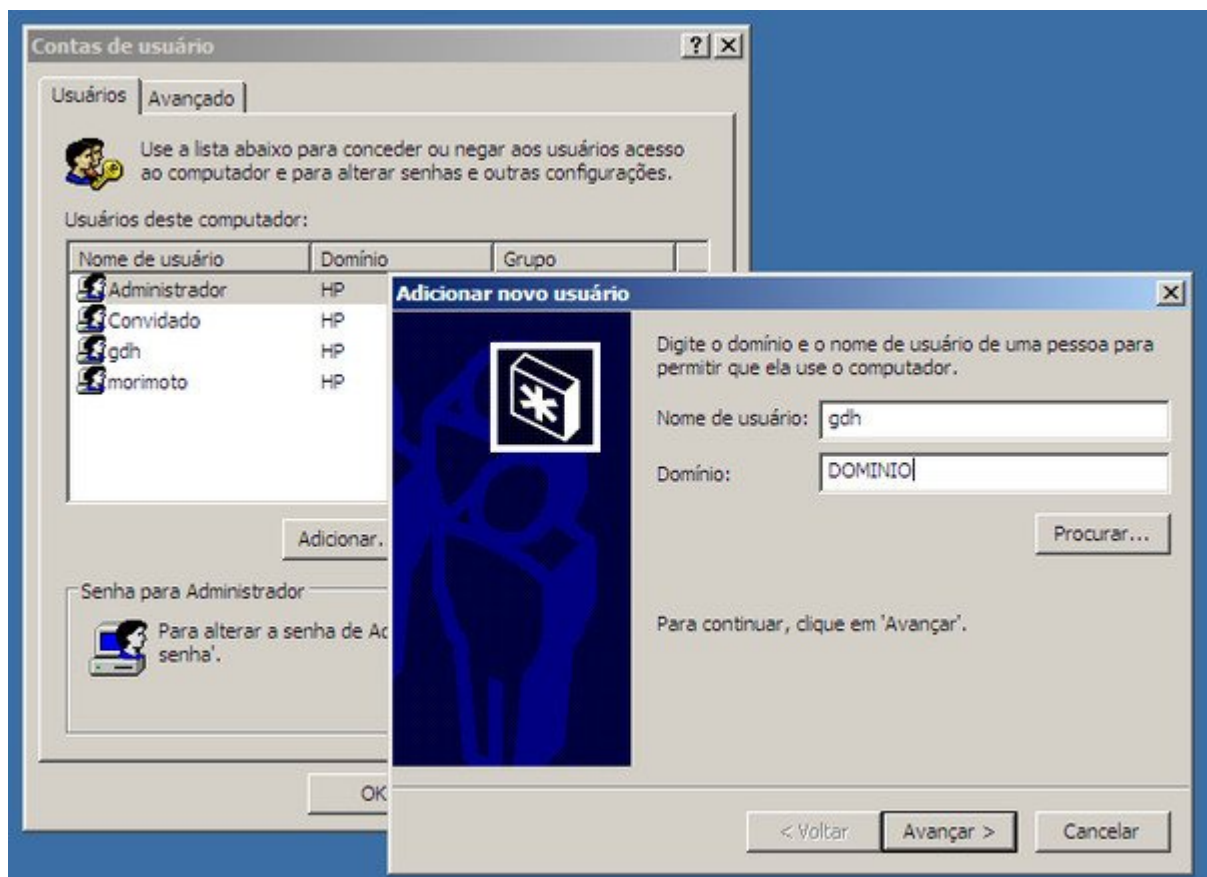 Contas de usuário
Usuários
Avançado
Use a lista abaixo para conceder ou negar aos usuários acesso
ao computador e para alterar senhas e outras configurações.
Usuários deste computador:
Nome de usuário Domínio Grupo
Administrador HP
Convidado HP
gdh HP
morimoto HP
Adicionar.
Senha para Administrador
Para alterar a senha de Ad
senha'.
OK
Adicionar novo usuário
Digite o domínio e o nome de usuário de uma pessoa para
permitir que ela use o computador.
Nome de usuário: gdh
Domínio: DOMINIO
Procurar...
Para continuar, clique em 'Avançar'.
< Voltar
Avançar >
Cancelar